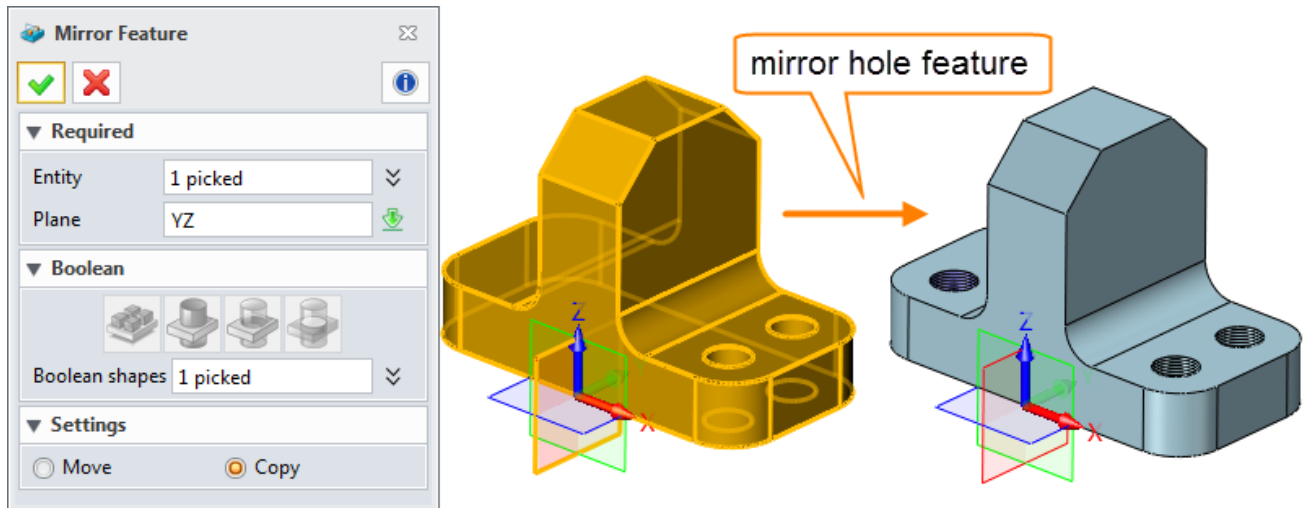 Mirror Feature
Required
Entity 1 picked
Plane YZ
Boolean
Boolean shapes 1 picked
Settings
Move Copy
mirror hole feature
Z
Y
X
Z
Y
X